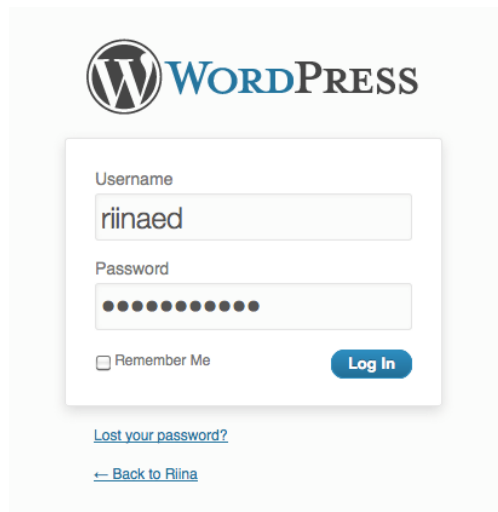 WORDPRESS
Username
riinaed
Password
●●●●●●●●●●●
Remember Me
Log In
Lost your password?
← Back to Riina